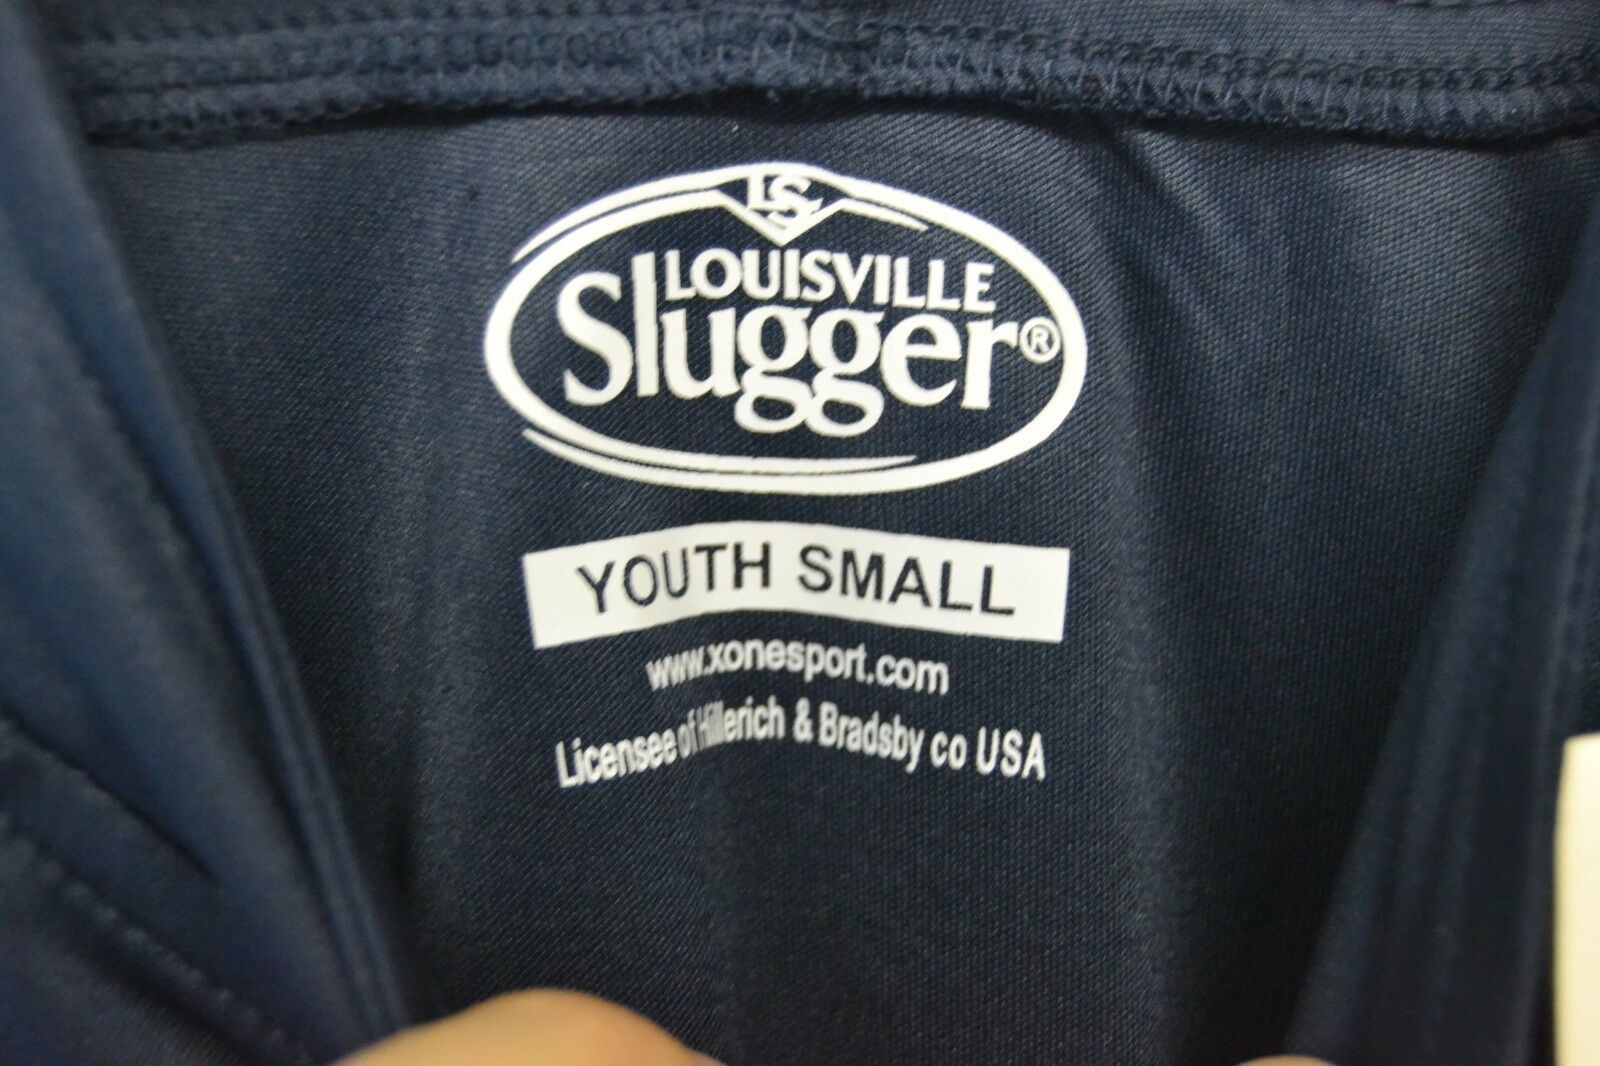 LS
LOUISVILLE
Slugger®
YOUTH SMALL
www.xonesport.com
Licensee of Hillerich & Bradsby co USA